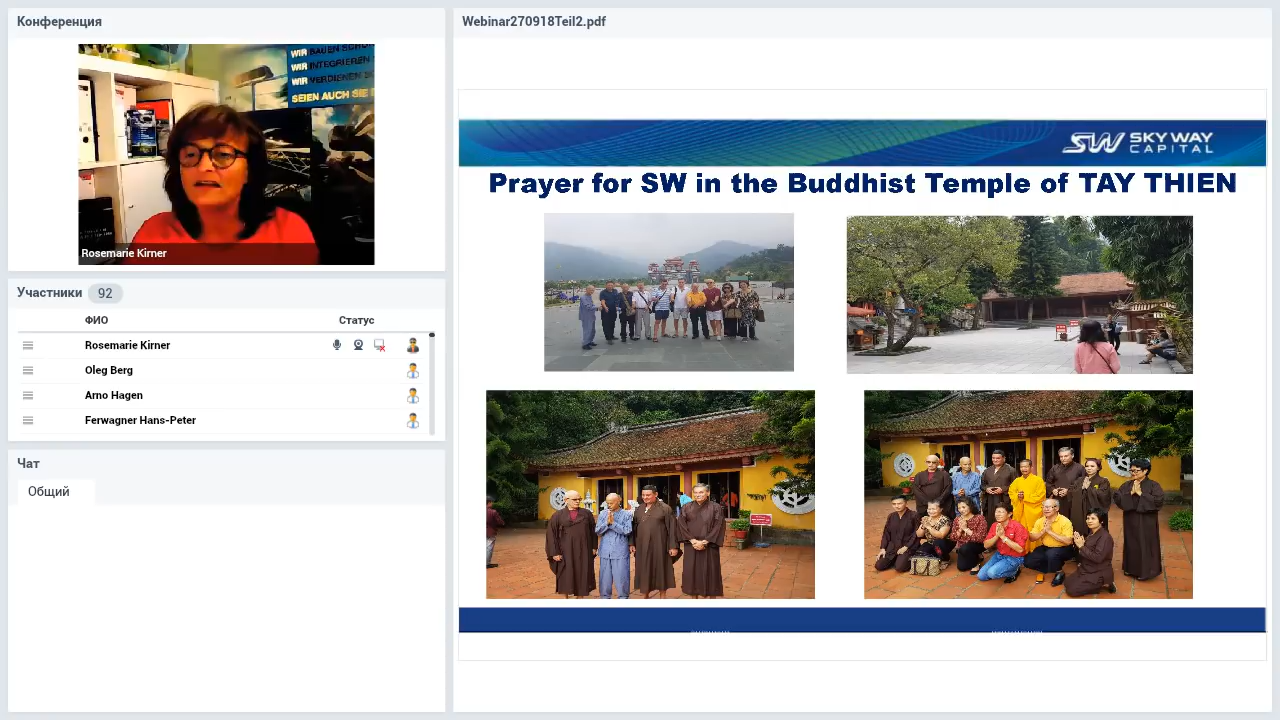 Конференция
WIR BAUEN SCHON
WIR INTEGRIEREN
WIR VERDIENEN
SEIEN AUCH SIE
Rosemarie Kirner
Участники 92
ФИО Статус
Rosemarie Kirner
Oleg Berg
Arno Hagen
Ferwagner Hans-Peter
Чат
Общий
Webinar270918Teil2.pdf
SW SKY WAY
CAPITAL
Prayer for SW in the Buddhist Temple of TAY THIEN